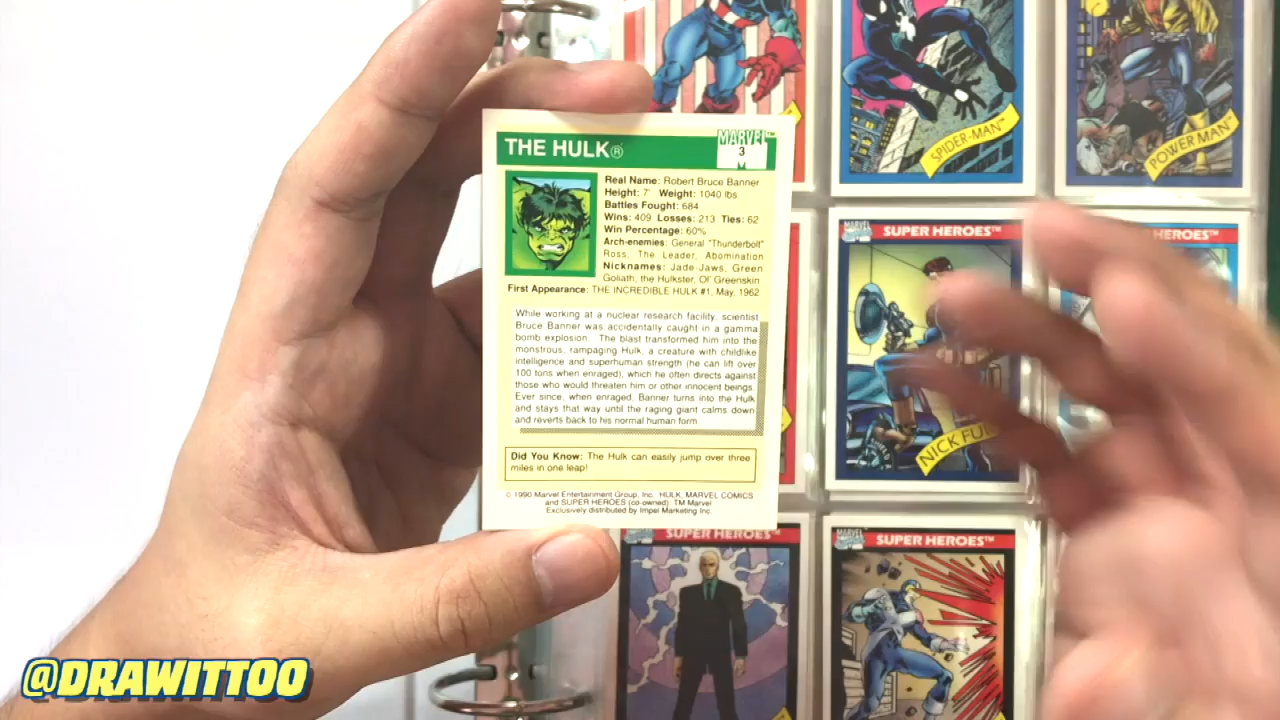 THE HULK®
MARVEL™
3
Real Name: Robert Bruce Banner
Height: 7' Weight: 1040 lbs
Battles Fought: 684
Wins: 409 Losses: 213 Ties: 62
Win Percentage: 60%
Arch-enemies: General "Thunderbolt"
Ross, The Leader, Abomination
Nicknames: Jade-Jaws, Green
Goliath, the Hulkster, Ol' Greenskin
First Appearance: THE INCREDIBLE HULK #1, May, 1962
While working at a nuclear research facility, scientist
Bruce Banner was accidentally caught in a gamma
bomb explosion. The blast transformed him into the
monstrous, rampaging Hulk, a creature with childlike
intelligence and superhuman strength (he can lift over
100 tons when enraged), which he often directs against
those who would threaten him or other innocent beings.
Ever since, when enraged, Banner turns into the Hulk
and stays that way until the raging giant calms down
and reverts back to his normal human form
Did You Know: The Hulk can easily jump over three
miles in one leap!
© 1990 Marvel Entertainment Group, Inc. HULK, MARVEL COMICS
and SUPER HEROES (co-owned) TM Marvel
Exclusively distributed by Impel Marketing Inc.
SPIDER-MAN™
POWER MAN™
MARVEL
SUPER HEROES™
HEROES™
NICK FU
MARVEL
SUPER HEROES™
MARVEL
SUPER HEROES™
@DRAWITTOO